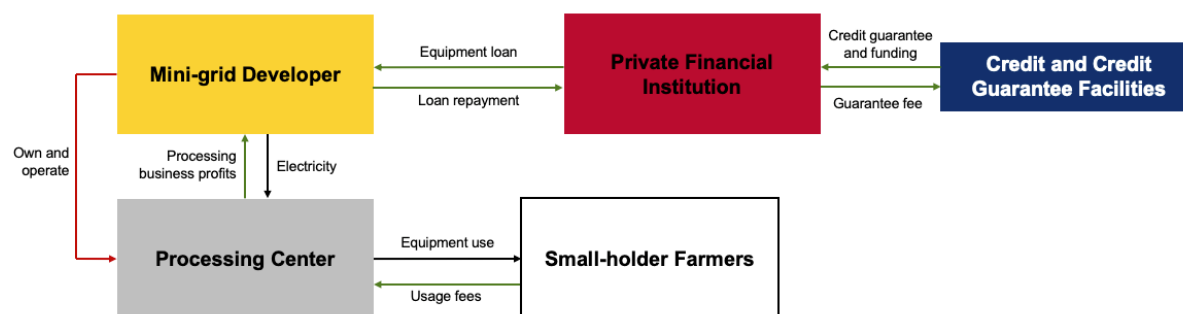 Mini-grid Developer
Equipment loan
Loan repayment
Private Financial
Institution
Credit guarantee
and funding
Guarantee fee
Credit and Credit
Guarantee Facilities
Own and
operate
Processing
business profits
Electricity
Processing Center
Equipment use
Usage fees
Small-holder Farmers